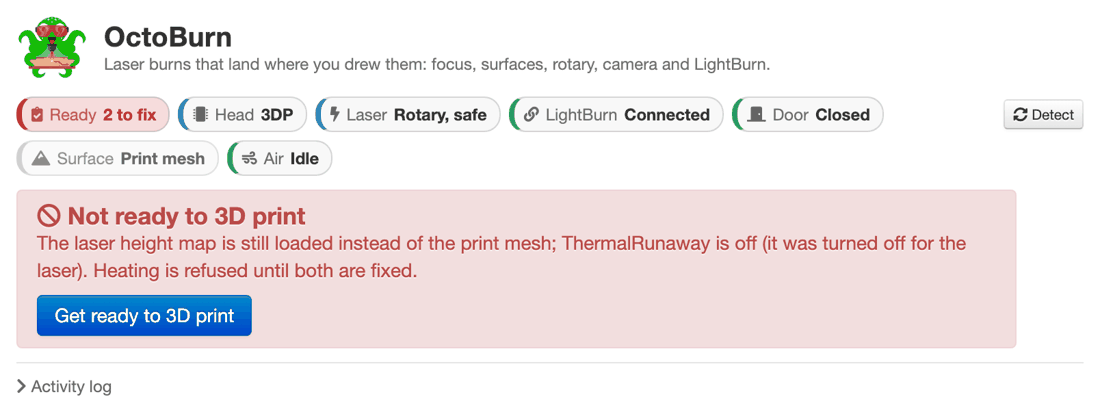 OctoBurn
Laser burns that land where you drew them: focus, surfaces, rotary, camera and LightBurn.
Ready 2 to fix
Head 3DP
Laser Rotary, safe
LightBurn Connected
Door Closed
Detect
Surface Print mesh
Air Idle
Not ready to 3D print
The laser height map is still loaded instead of the print mesh; ThermalRunaway is off (it was turned off for the
laser). Heating is refused until both are fixed.
Get ready to 3D print
Activity log